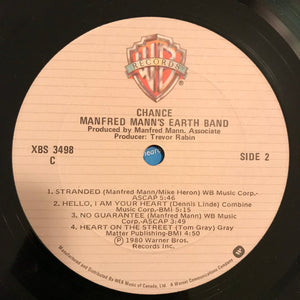 WB
RECORDS
CHANCE
MANFRED MANN'S EARTH BAND
Produced by Manfred Mann. Associate
Producer: Trevor Rabin
XBS 3498
C
SIDE 2
1. STRANDED (Manfred Mann/Mike Heron) WB Music Corp.-
ASCAP 5:46
2. HELLO, I AM YOUR HEART (Dennis Linde) Combine
Music Corp.-BMI 5:15
3. NO GUARANTEE (Manfred Mann) WB Music Corp.-
ASCAP 3:49
4. HEART ON THE STREET (Tom Gray) Gray
Matter Publishing-BMI 4:50
℗ 1980 Warner Bros.
Records Inc.
Manufactured and Distributed by WEA Music of Canada, Ltd. A Warner Communications Company